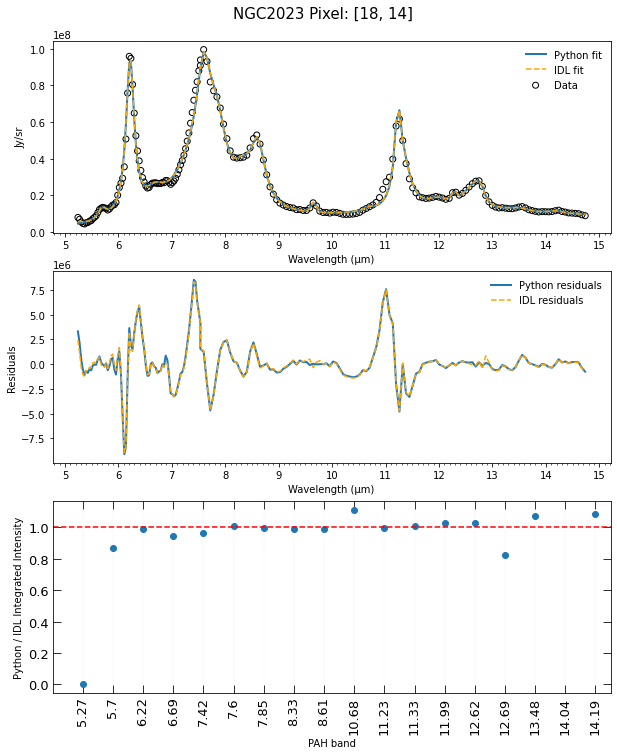 NGC2023 Pixel: [18, 14]
1e8
Python fit
IDL fit
Data
1.0
0.8
0.6
0.4
0.2
0.0
Jy/sr
5 6 7 8 9 10 11 12 13 14 15
Wavelength (μm)
1e6
Python residuals
IDL residuals
7.5
5.0
2.5
0.0
−2.5
−5.0
−7.5
Residuals
5 6 7 8 9 10 11 12 13 14 15
Wavelength (μm)
1.0
0.8
0.6
0.4
0.2
0.0
Python / IDL Integrated Intensity
5.27 5.7 6.22 6.69 7.42 7.6 7.85 8.33 8.61 10.68 11.23 11.33 11.99 12.62 12.69 13.48 14.04 14.19
PAH band